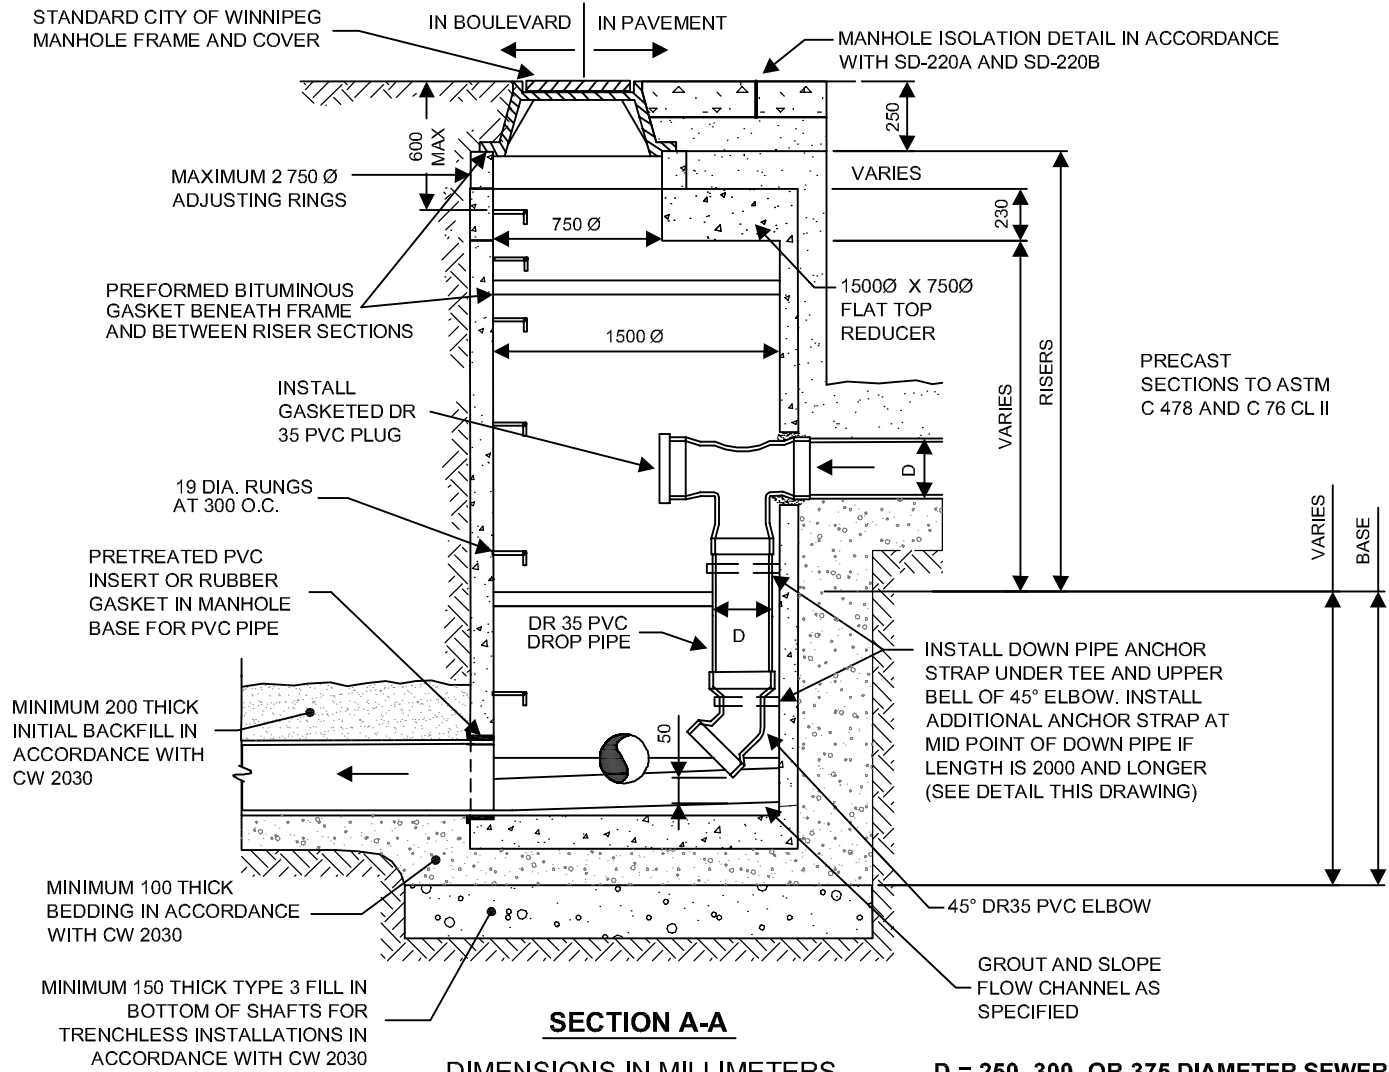 STANDARD CITY OF WINNIPEG
MANHOLE FRAME AND COVER
IN BOULEVARD
IN PAVEMENT
MANHOLE ISOLATION DETAIL IN ACCORDANCE
WITH SD-220A AND SD-220B
600
MAX
250
MAXIMUM 2 750 Ø
ADJUSTING RINGS
VARIES
230
750 Ø
PREFORMED BITUMINOUS
GASKET BENEATH FRAME
AND BETWEEN RISER SECTIONS
1500Ø X 750Ø
FLAT TOP
REDUCER
1500 Ø
RISERS
VARIES
PRECAST
SECTIONS TO ASTM
C 478 AND C 76 CL II
INSTALL
GASKETED DR
35 PVC PLUG
D
19 DIA. RUNGS
AT 300 O.C.
VARIES
BASE
PRETREATED PVC
INSERT OR RUBBER
GASKET IN MANHOLE
BASE FOR PVC PIPE
DR 35 PVC
DROP PIPE
D
INSTALL DOWN PIPE ANCHOR
STRAP UNDER TEE AND UPPER
BELL OF 45° ELBOW. INSTALL
ADDITIONAL ANCHOR STRAP AT
MID POINT OF DOWN PIPE IF
LENGTH IS 2000 AND LONGER
(SEE DETAIL THIS DRAWING)
MINIMUM 200 THICK
INITIAL BACKFILL IN
ACCORDANCE WITH
CW 2030
50
MINIMUM 100 THICK
BEDDING IN ACCORDANCE
WITH CW 2030
45° DR35 PVC ELBOW
GROUT AND SLOPE
FLOW CHANNEL AS
SPECIFIED
MINIMUM 150 THICK TYPE 3 FILL IN
BOTTOM OF SHAFTS FOR
TRENCHLESS INSTALLATIONS IN
ACCORDANCE WITH CW 2030
SECTION A-A
DIMENSIONS IN MILLIMETERS
D = 250, 300, OR 375 DIAMETER SEWER